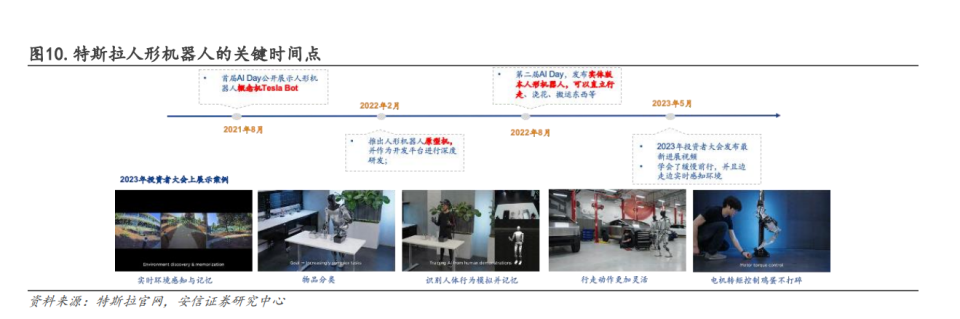 图10.特斯拉人形机器人的关键时间点
• 首届AI Day公开展示人形机
器人概念机Tesla Bot
2021年8月
2022年2月
• 推出人形机器人原型机，
并作为开发平台进行深度
研发；
• 第二届AI Day，发布实体版
本人形机器人，可以直立行
走、浇花、搬运东西等
2022年8月
2023年5月
• 2023年投资者大会发布最
新进展视频
• 学会了缓慢前行，并且边
走边实时感知环境
2023年投资者大会上展示案例
Environment discovery & memorization
Motor torque control
实时环境感知与记忆
物品分类
识别人体行为模拟并记忆
行走动作更加灵活
电机转矩控制鸡蛋不打碎
资料来源：特斯拉官网，安信证券研究中心